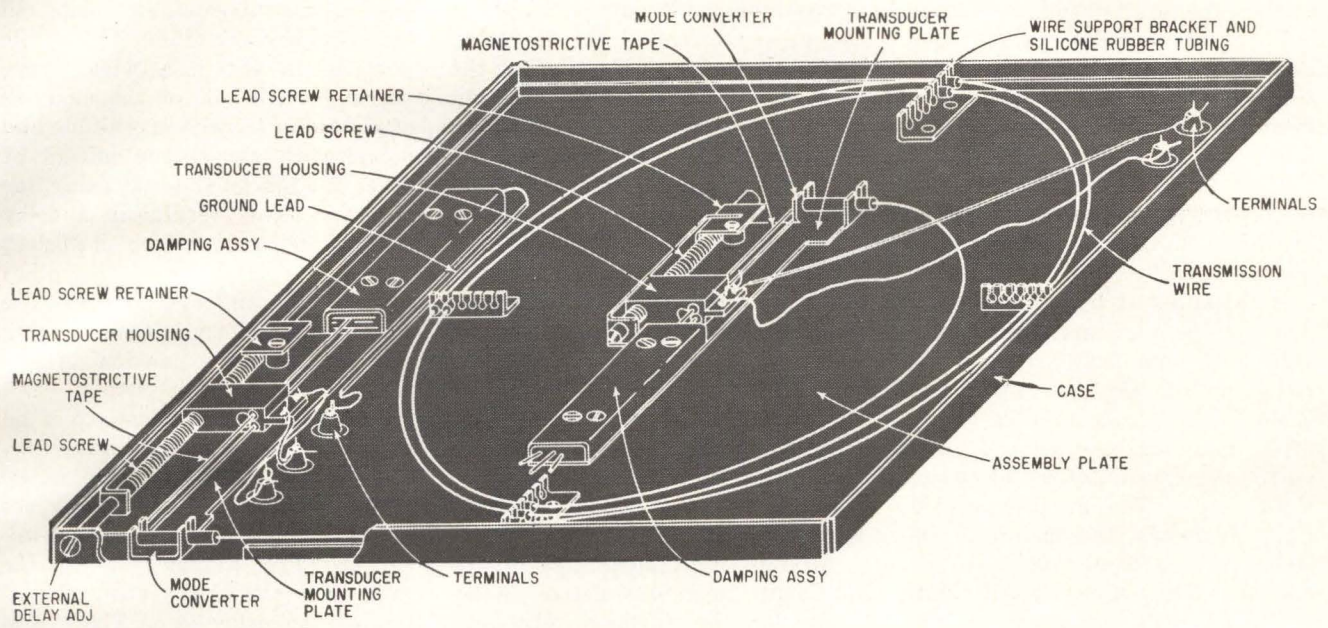 MODE CONVERTER
TRANSDUCER
MOUNTING PLATE
MAGNETOSTRICTIVE TAPE
WIRE SUPPORT BRACKET AND
SILICONE RUBBER TUBING
LEAD SCREW RETAINER
LEAD SCREW
TRANSDUCER HOUSING
GROUND LEAD
DAMPING ASSY
LEAD SCREW RETAINER
TRANSDUCER HOUSING
MAGNETOSTRICTIVE
TAPE
LEAD SCREW
TERMINALS
TRANSMISSION
WIRE
CASE
ASSEMBLY PLATE
DAMPING ASSY
TERMINALS
TRANSDUCER
MOUNTING
PLATE
MODE
CONVERTER
EXTERNAL
DELAY ADJ